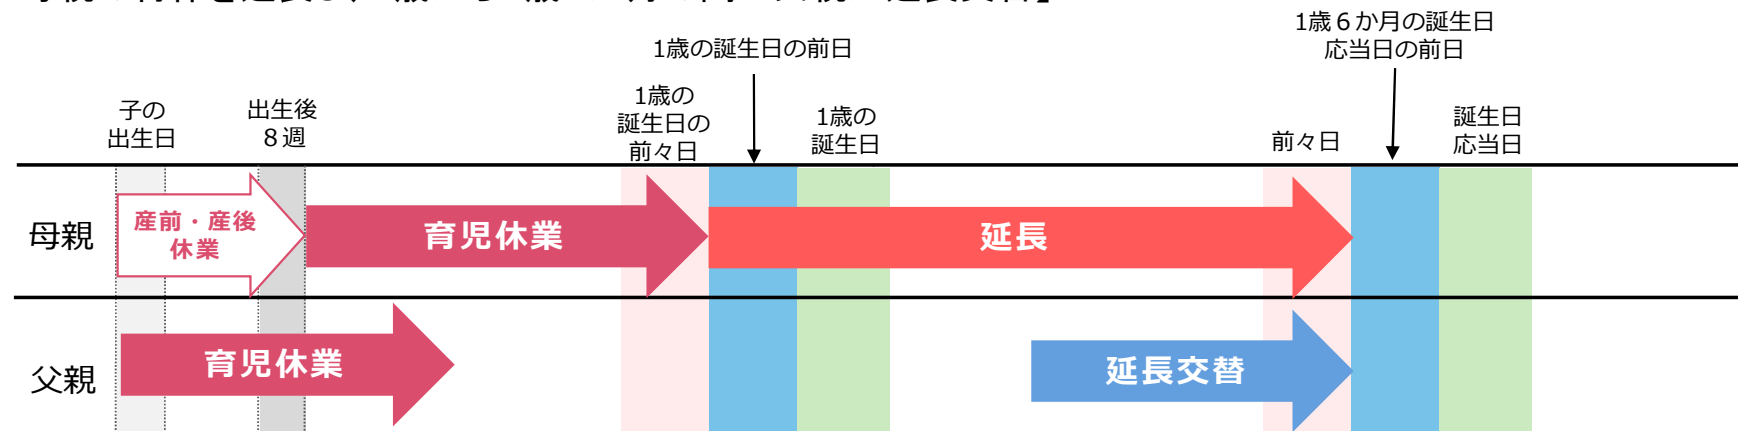 1歳６か月の誕生日
応当日の前日
1歳の誕生日の前日
子の
出生日
出生後
８週
1歳の
誕生日の
前々日
1歳の
誕生日
前々日
誕生日
応当日
母親
産前・産後
休業
育児休業
延長
父親
育児休業
延長交替